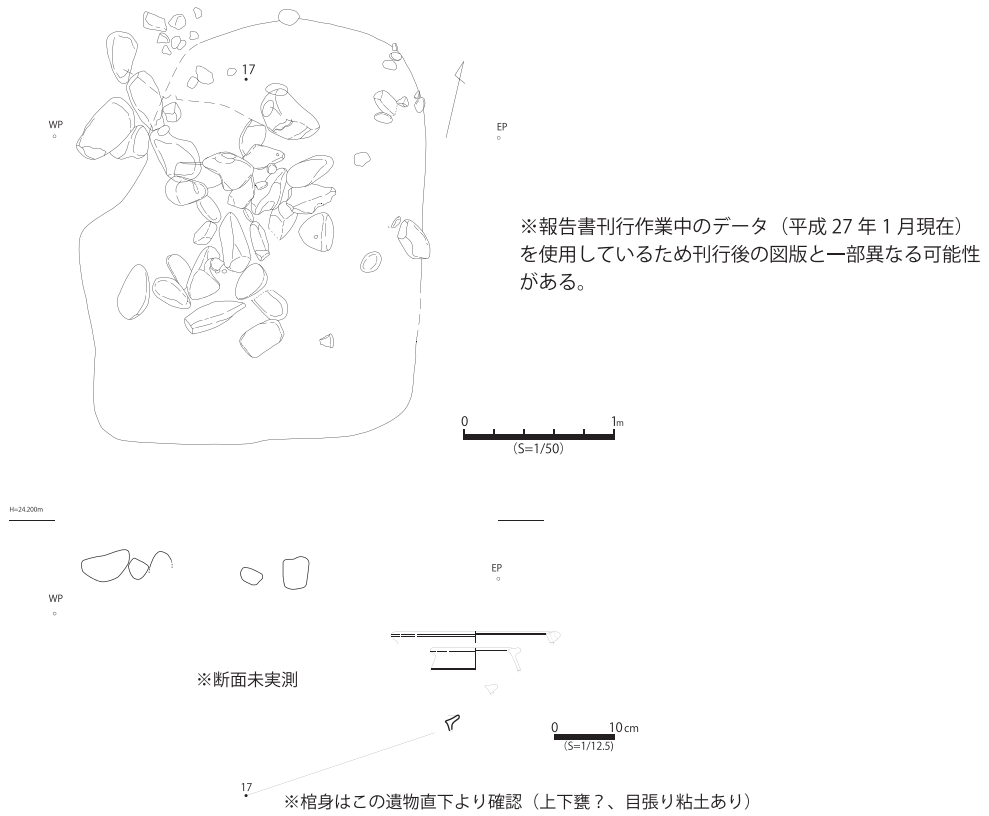 17
WP
EP
※報告書刊行作業中のデータ（平成 27 年 1 月現在）
を使用しているため刊行後の図版と一部異なる可能性
がある。
0 1m
（S=1/50）
H=24.200m
EP
WP
※断面未実測
0 10cm
（S=1/12.5）
17
※棺身はこの遺物直下より確認（上下甕？、目張り粘土あり）